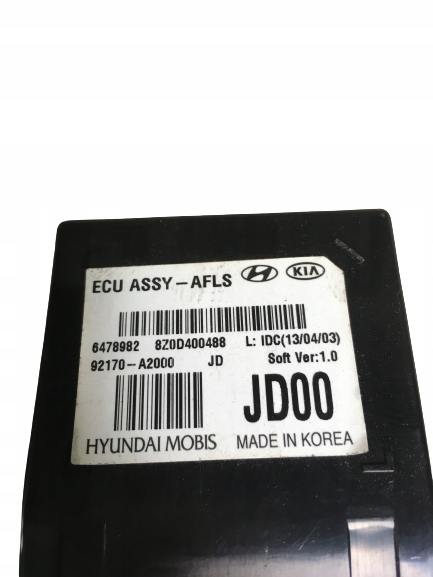 ECU ASSY-AFLS KIA
6478982 8Z0D400488 L: IDC(13/04/03)
92170-A2000 JD Soft Ver:1.0
JD00
HYUNDAI MOBIS MADE IN KOREA